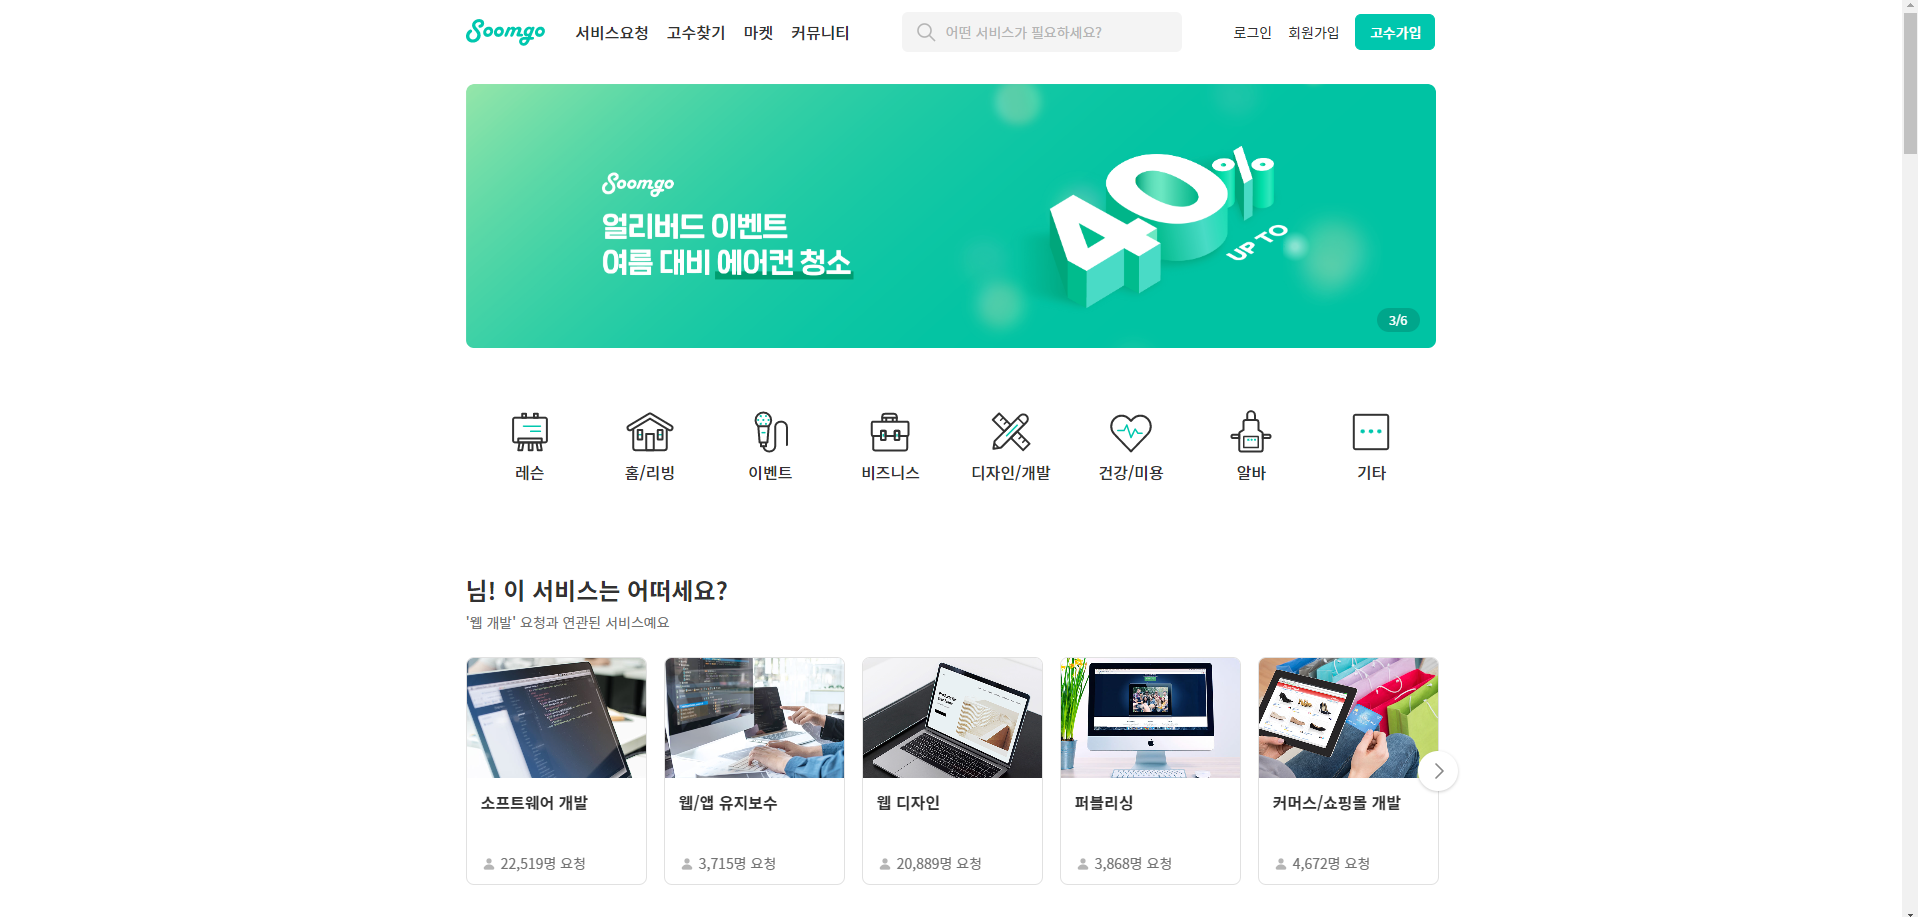 Soomgo 서비스요청 고수찾기 마켓 커뮤니티 어떤 서비스가 필요하세요? 로그인 회원가입 고수가입
Soomgo
얼리버드 이벤트
여름 대비 에어컨 청소
40%
UP TO
3/6
레슨 홈/리빙 이벤트 비즈니스 디자인/개발 건강/미용 알바 기타
님! 이 서비스는 어떠세요?
'웹 개발' 요청과 연관된 서비스예요
소프트웨어 개발 웹/앱 유지보수 웹 디자인 퍼블리싱 커머스/쇼핑몰 개발
22,519명 요청 3,715명 요청 20,889명 요청 3,868명 요청 4,672명 요청